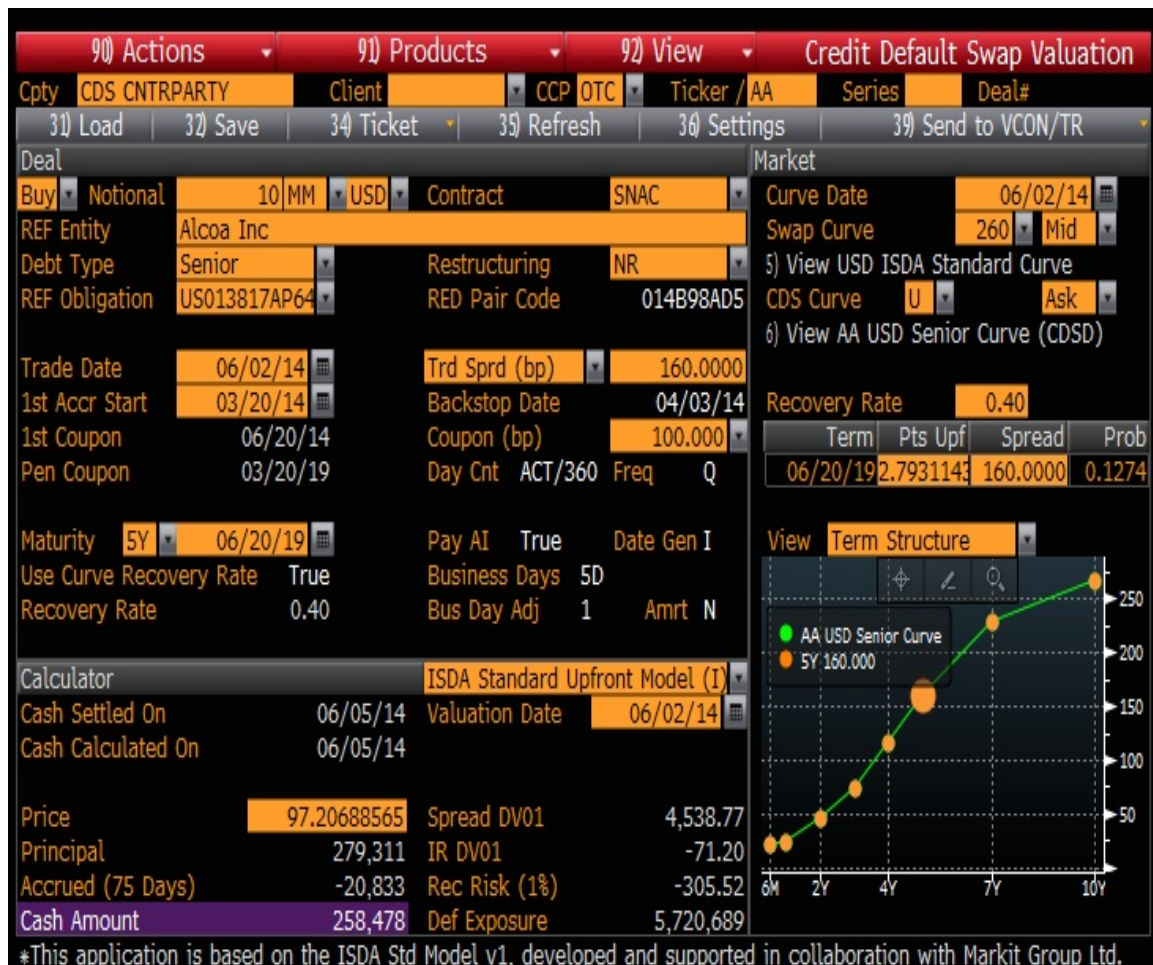 90) Actions 91) Products 92) View Credit Default Swap Valuation
Cpty CDS CNTRPARTY Client CCP OTC Ticker / AA Series Deal#
31) Load 32) Save 34) Ticket 35) Refresh 36) Settings 39) Send to VCON/TR
Deal
Buy Notional 10 MM USD Contract SNAC
REF Entity Alcoa Inc
Debt Type Senior Restructuring NR
REF Obligation US013817AP64 RED Pair Code 014B98AD5
Trade Date 06/02/14 Trd Sprd (bp) 160.0000
1st Accr Start 03/20/14 Backstop Date 04/03/14
1st Coupon 06/20/14 Coupon (bp) 100.000
Pen Coupon 03/20/19 Day Cnt ACT/360 Freq Q
Maturity 5Y 06/20/19 Pay AI True Date Gen I
Use Curve Recovery Rate True Business Days 5D
Recovery Rate 0.40 Bus Day Adj 1 Amrt N
Market
Curve Date 06/02/14
Swap Curve 260 Mid
5) View USD ISDA Standard Curve
CDS Curve U Ask
6) View AA USD Senior Curve (CDSD)
Recovery Rate 0.40
Term Pts Upf Spread Prob
06/20/19 2.7931143 160.0000 0.1274
View Term Structure
AA USD Senior Curve
5Y 160.000
250
200
150
100
50
6M 2Y 4Y 7Y 10Y
Calculator ISDA Standard Upfront Model (I)
Cash Settled On 06/05/14 Valuation Date 06/02/14
Cash Calculated On 06/05/14
Price 97.20688565 Spread DV01 4,538.77
Principal 279,311 IR DV01 -71.20
Accrued (75 Days) -20,833 Rec Risk (1%) -305.52
Cash Amount 258,478 Def Exposure 5,720,689
*This application is based on the ISDA Std Model v1, developed and supported in collaboration with Markit Group Ltd.